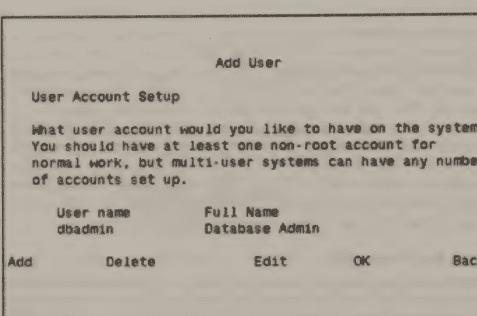 Add User
User Account Setup
What user account would you like to have on the system
You should have at least one non-root account for
normal work, but multi-user systems can have any numbe
of accounts set up.
User name Full Name
dbadmin Database Admin
Add Delete Edit OK Bac